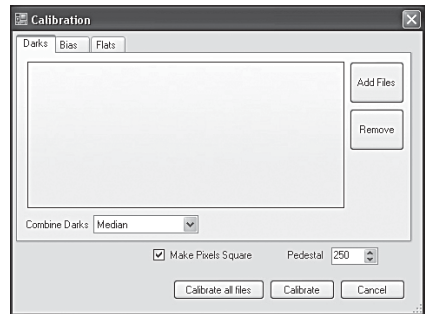 Calibration
Darks Bias Flats
Add Files
Remove
Combine Darks Median
Make Pixels Square Pedestal 250
Calibrate all files Calibrate Cancel